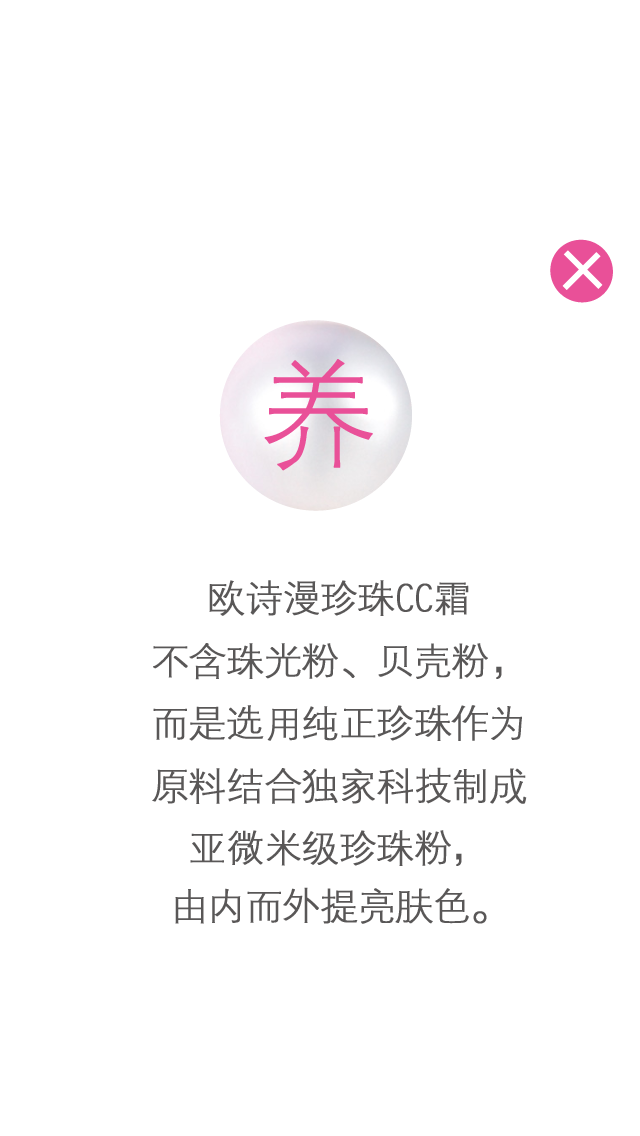 养
欧诗漫珍珠CC霜
不含珠光粉、贝壳粉，
而是选用纯正珍珠作为
原料结合独家科技制成
亚微米级珍珠粉，
由内而外提亮肤色。